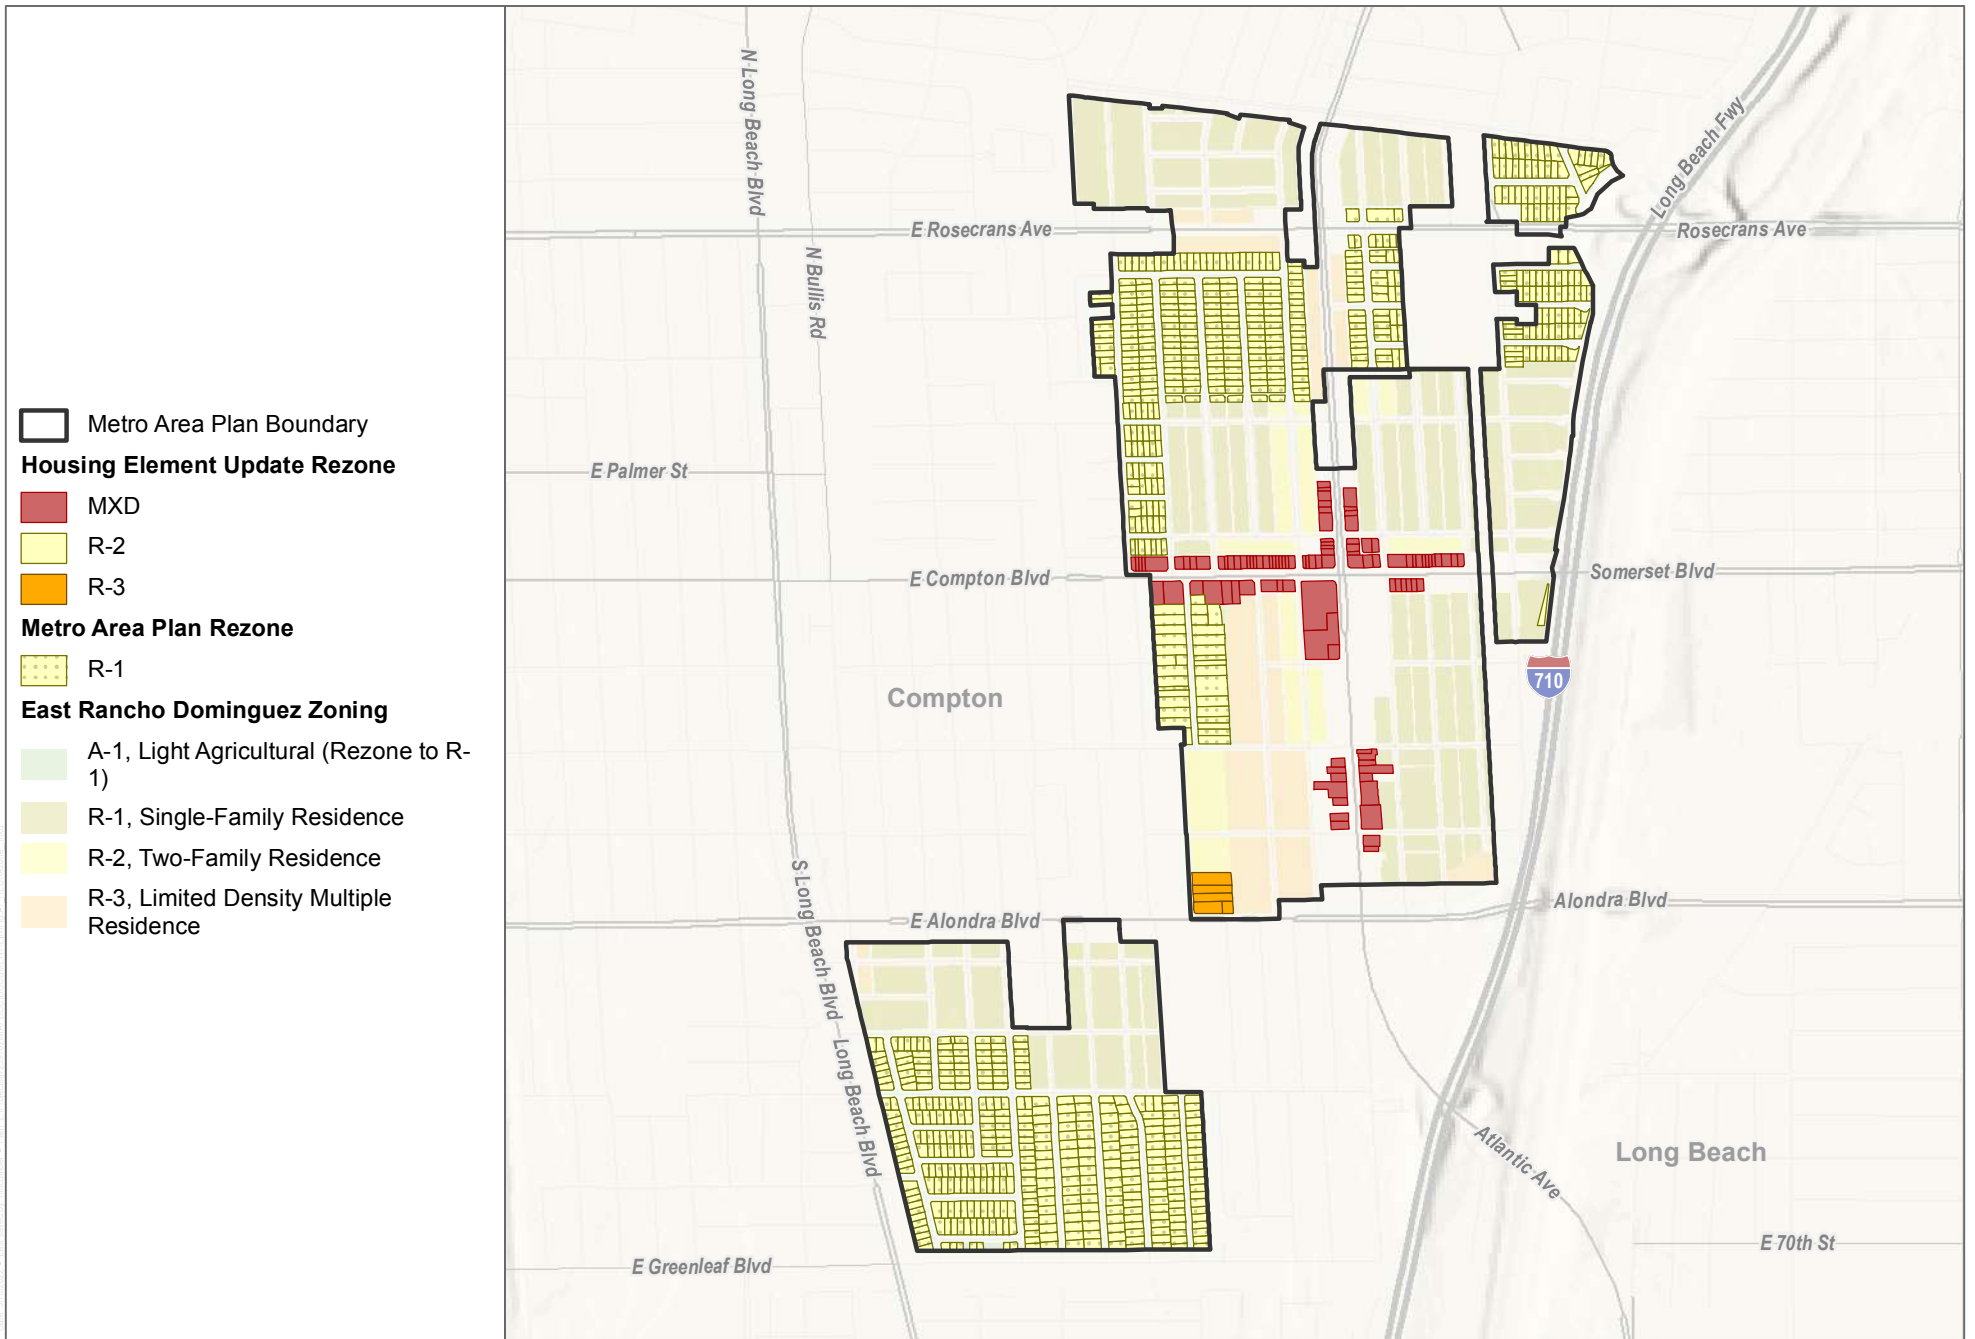 Metro Area Plan Boundary
Housing Element Update Rezone
MXD
R-2
R-3
Metro Area Plan Rezone
R-1
East Rancho Dominguez Zoning
A-1, Light Agricultural (Rezone to R-
1)
R-1, Single-Family Residence
R-2, Two-Family Residence
R-3, Limited Density Multiple
Residence
N Long Beach Blvd
N Bullis Rd
Long Beach Fwy
E Rosecrans Ave
Rosecrans Ave
E Palmer St
E Compton Blvd
Somerset Blvd
710
Compton
S Long Beach Blvd
E Alondra Blvd
Alondra Blvd
Long Beach Blvd
Atlantic Ave
Long Beach
E Greenleaf Blvd
E 70th St